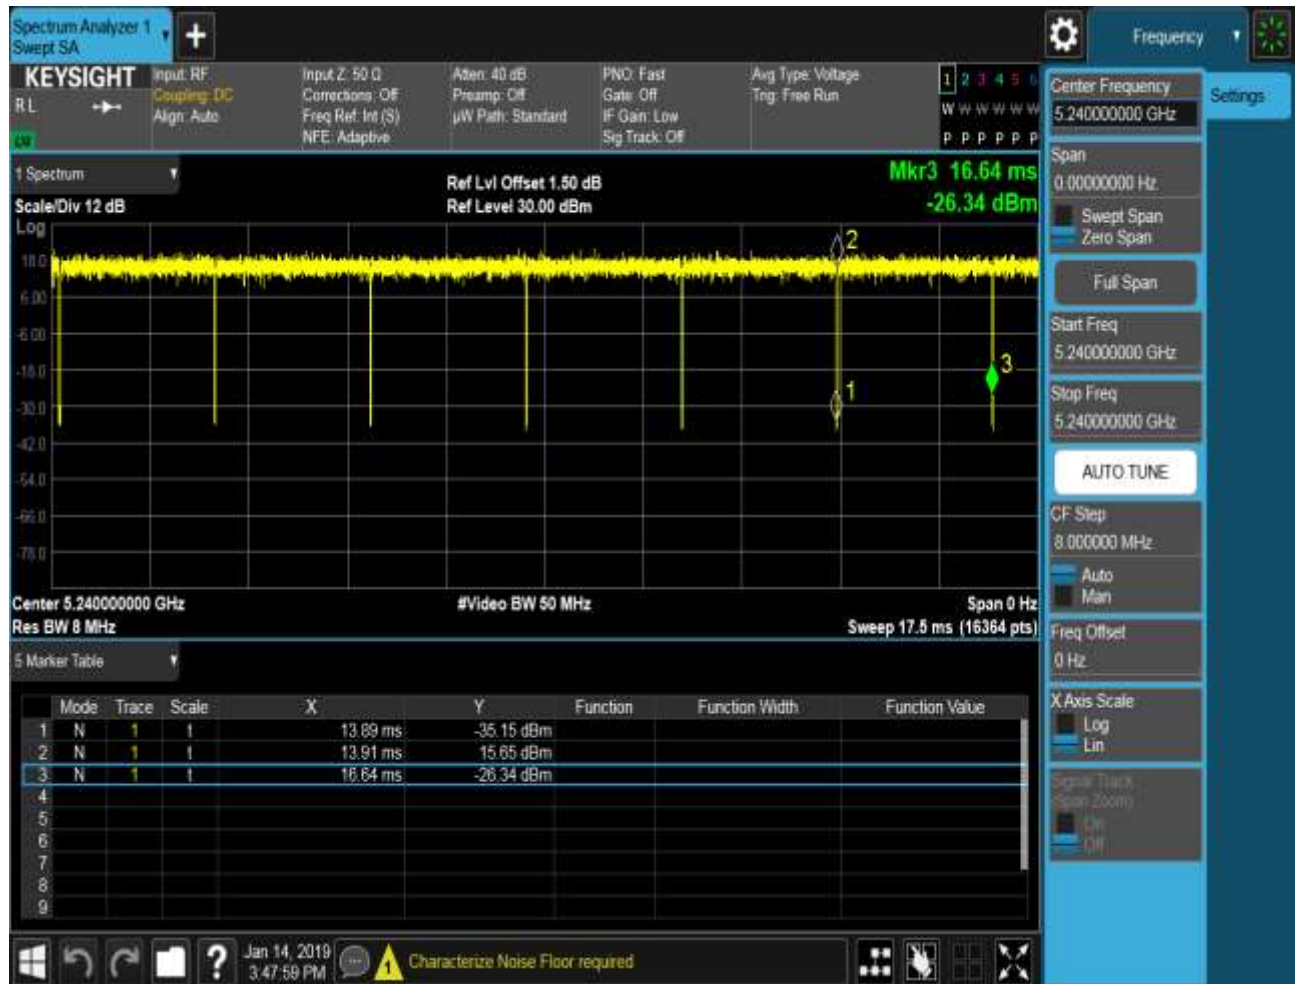 Spectrum Analyzer 1
Swept SA
Frequency
KEYSIGHT
R L
Input: RF
Coupling: DC
Align: Auto
Input Z: 50 Ω
Corrections: Off
Freq Ref: Int (S)
NFE: Adaptive
Atten: 40 dB
Preamp: Off
µW Path: Standard
PNO: Fast
Gate: Off
IF Gain: Low
Sig Track: Off
Avg Type: Voltage
Trig: Free Run
1 2 3 4 5 6
W W W W W W
P P P P P P
1 Spectrum
Scale/Div 12 dB
Log
Ref Lvl Offset 1.50 dB
Ref Level 30.00 dBm
Mkr3 16.64 ms
-26.34 dBm
18.0
6.00
-6.00
-18.0
-30.0
-42.0
-54.0
-66.0
-78.0
2
1
3
Center 5.240000000 GHz
Res BW 8 MHz
#Video BW 50 MHz
Span 0 Hz
Sweep 17.5 ms (16364 pts)
5 Marker Table
Mode Trace Scale X Y Function Function Width Function Value
1 N 1 t 13.89 ms -35.15 dBm
2 N 1 t 13.91 ms 15.65 dBm
3 N 1 t 16.64 ms -26.34 dBm
4
5
6
7
8
9
Jan 14, 2019
3:47:59 PM
1
Characterize Noise Floor required
Center Frequency
5.240000000 GHz
Settings
Span
0.00000000 Hz
Swept Span
Zero Span
Full Span
Start Freq
5.240000000 GHz
Stop Freq
5.240000000 GHz
AUTO TUNE
CF Step
8.000000 MHz
Auto
Man
Freq Offset
0 Hz
X Axis Scale
Log
Lin
Signal Track
(Span Zoom)
On
Off